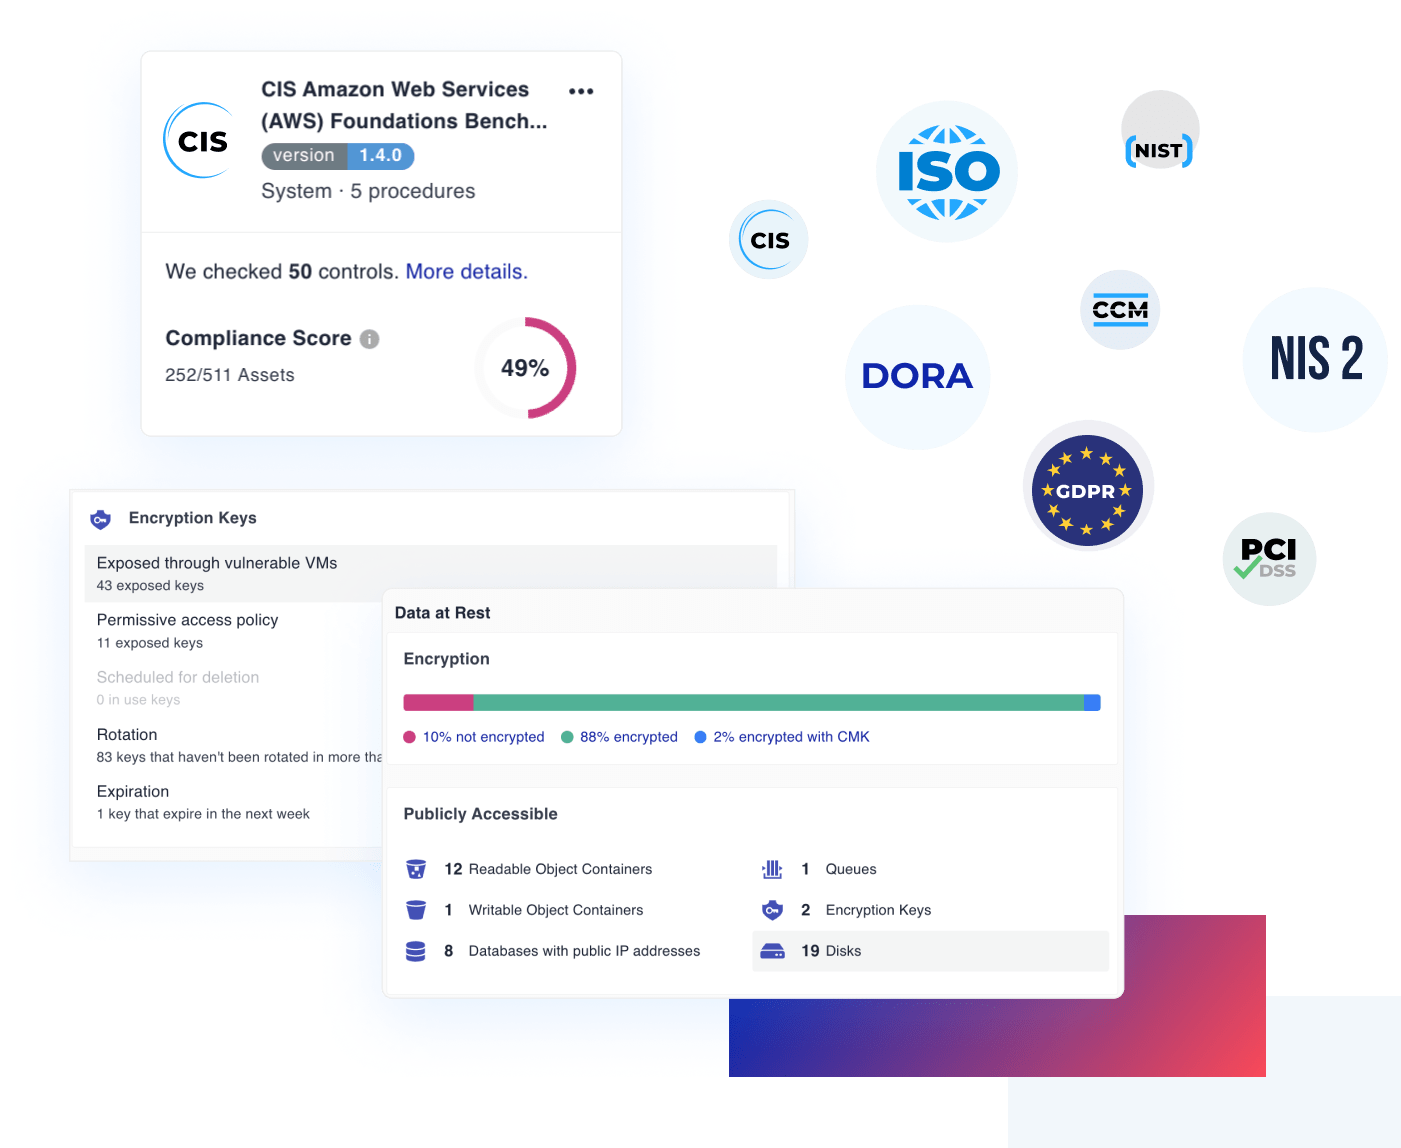 CIS
CIS Amazon Web Services
(AWS) Foundations Bench...
version 1.4.0
System · 5 procedures
We checked 50 controls. More details.
Compliance Score
252/511 Assets
49%
ISO
NIST
CIS
CCM
DORA
NIS 2
GDPR
PCI
DSS
Encryption Keys
Exposed through vulnerable VMs
43 exposed keys
Permissive access policy
11 exposed keys
Scheduled for deletion
0 in use keys
Rotation
83 keys that haven't been rotated in more tha
Expiration
1 key that expire in the next week
Data at Rest
Encryption
10% not encrypted 88% encrypted 2% encrypted with CMK
Publicly Accessible
12 Readable Object Containers
1 Queues
1 Writable Object Containers
2 Encryption Keys
8 Databases with public IP addresses
19 Disks